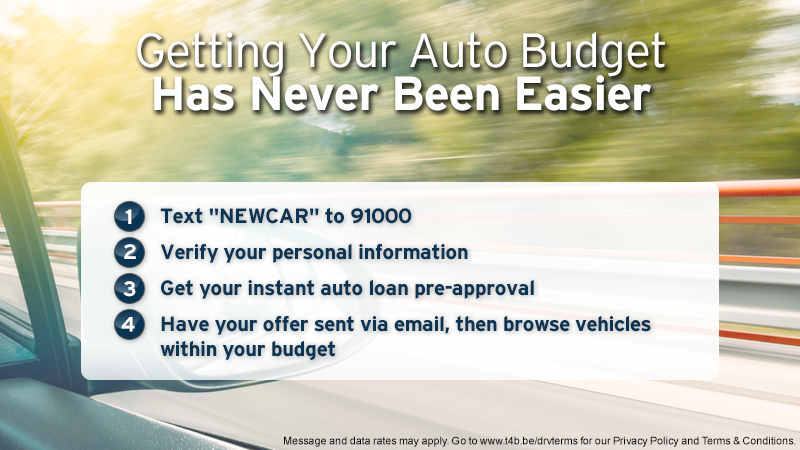 Getting Your Auto Budget
Has Never Been Easier
1 Text "NEWCAR" to 91000
2 Verify your personal information
3 Get your instant auto loan pre-approval
4 Have your offer sent via email, then browse vehicles
within your budget
Message and data rates may apply. Go to www.t4b.be/drvterms for our Privacy Policy and Terms & Conditions.